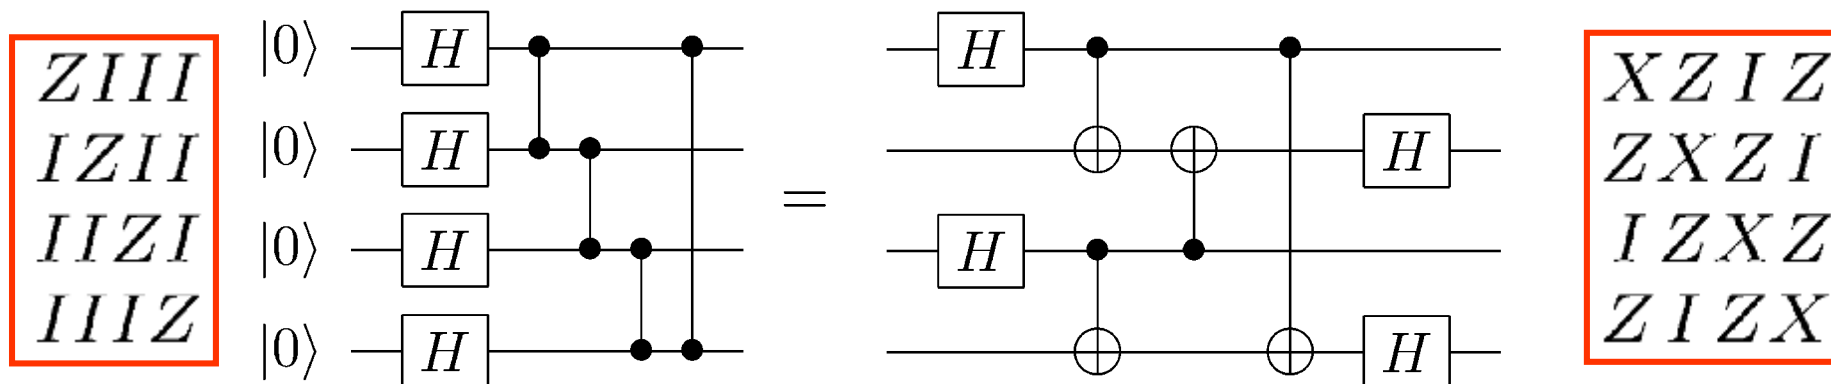 ZIII
IZII
IIZI
IIIZ
|0⟩ H
|0⟩ H
|0⟩ H
|0⟩ H
=
H
H
H
H
XZIZ
ZXZI
IZXZ
ZIZX